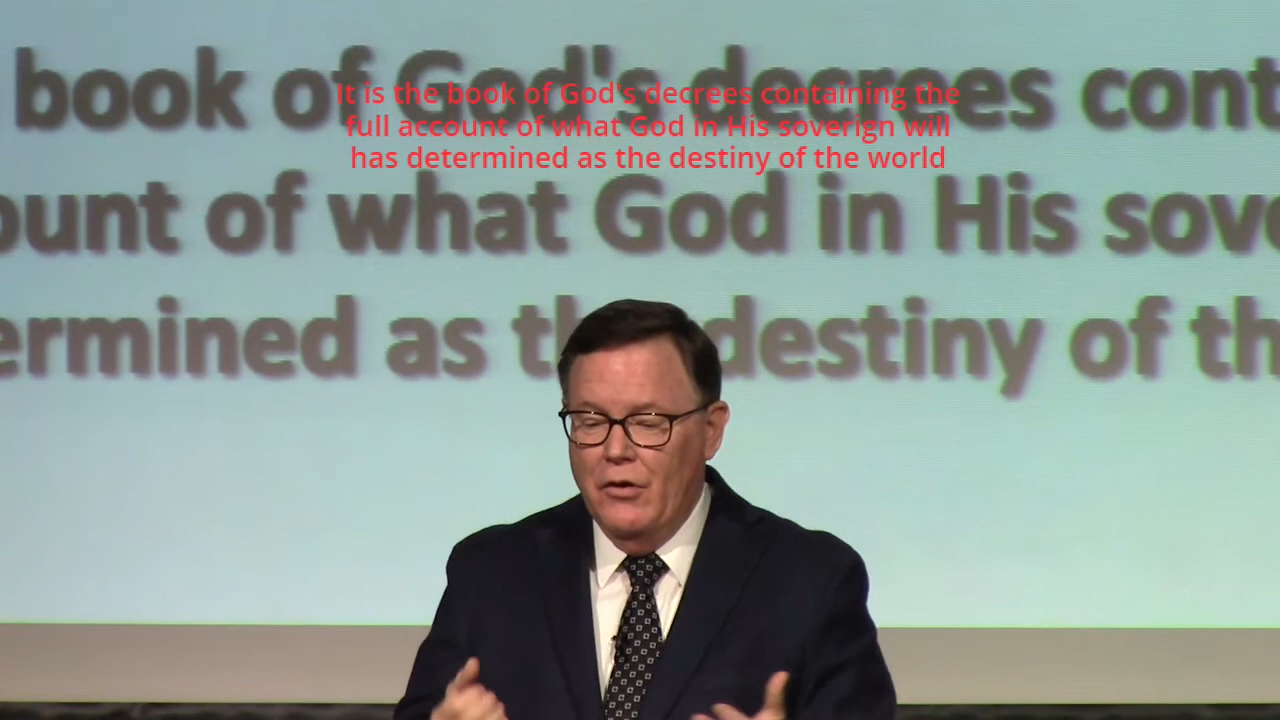 book of God's decrees cont
It is the book of God's decrees containing the
full account of what God in His soverign will
has determined as the destiny of the world
ount of what God in His sove
ermined as th destiny of th